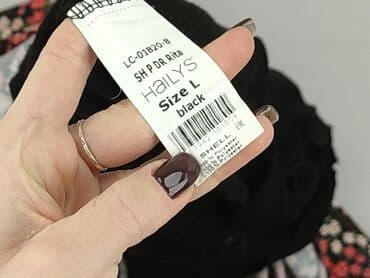 LC-01820-B
SH P DR Rita
HaILYS
Size L
black
SHELL